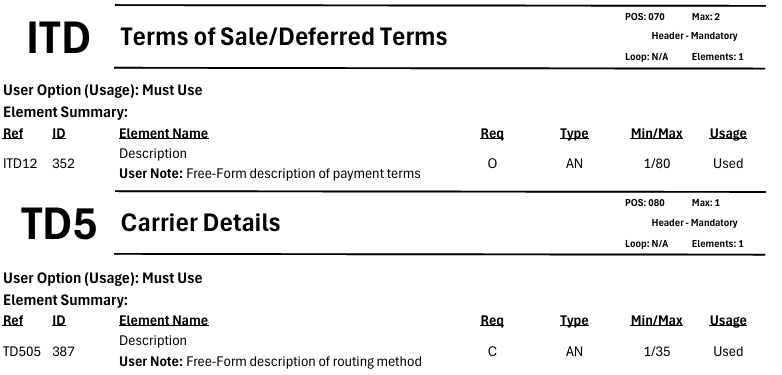 ITD Terms of Sale/Deferred Terms
POS: 070 Max: 2
Header - Mandatory
Loop: N/A Elements: 1
User Option (Usage): Must Use
Element Summary:
Ref ID Element Name Req Type Min/Max Usage
Description
ITD12 352 O AN 1/80 Used
User Note: Free-Form description of payment terms
TD5 Carrier Details
POS: 080 Max: 1
Header - Mandatory
Loop: N/A Elements: 1
User Option (Usage): Must Use
Element Summary:
Ref ID Element Name Req Type Min/Max Usage
Description
TD505 387 C AN 1/35 Used
User Note: Free-Form description of routing method